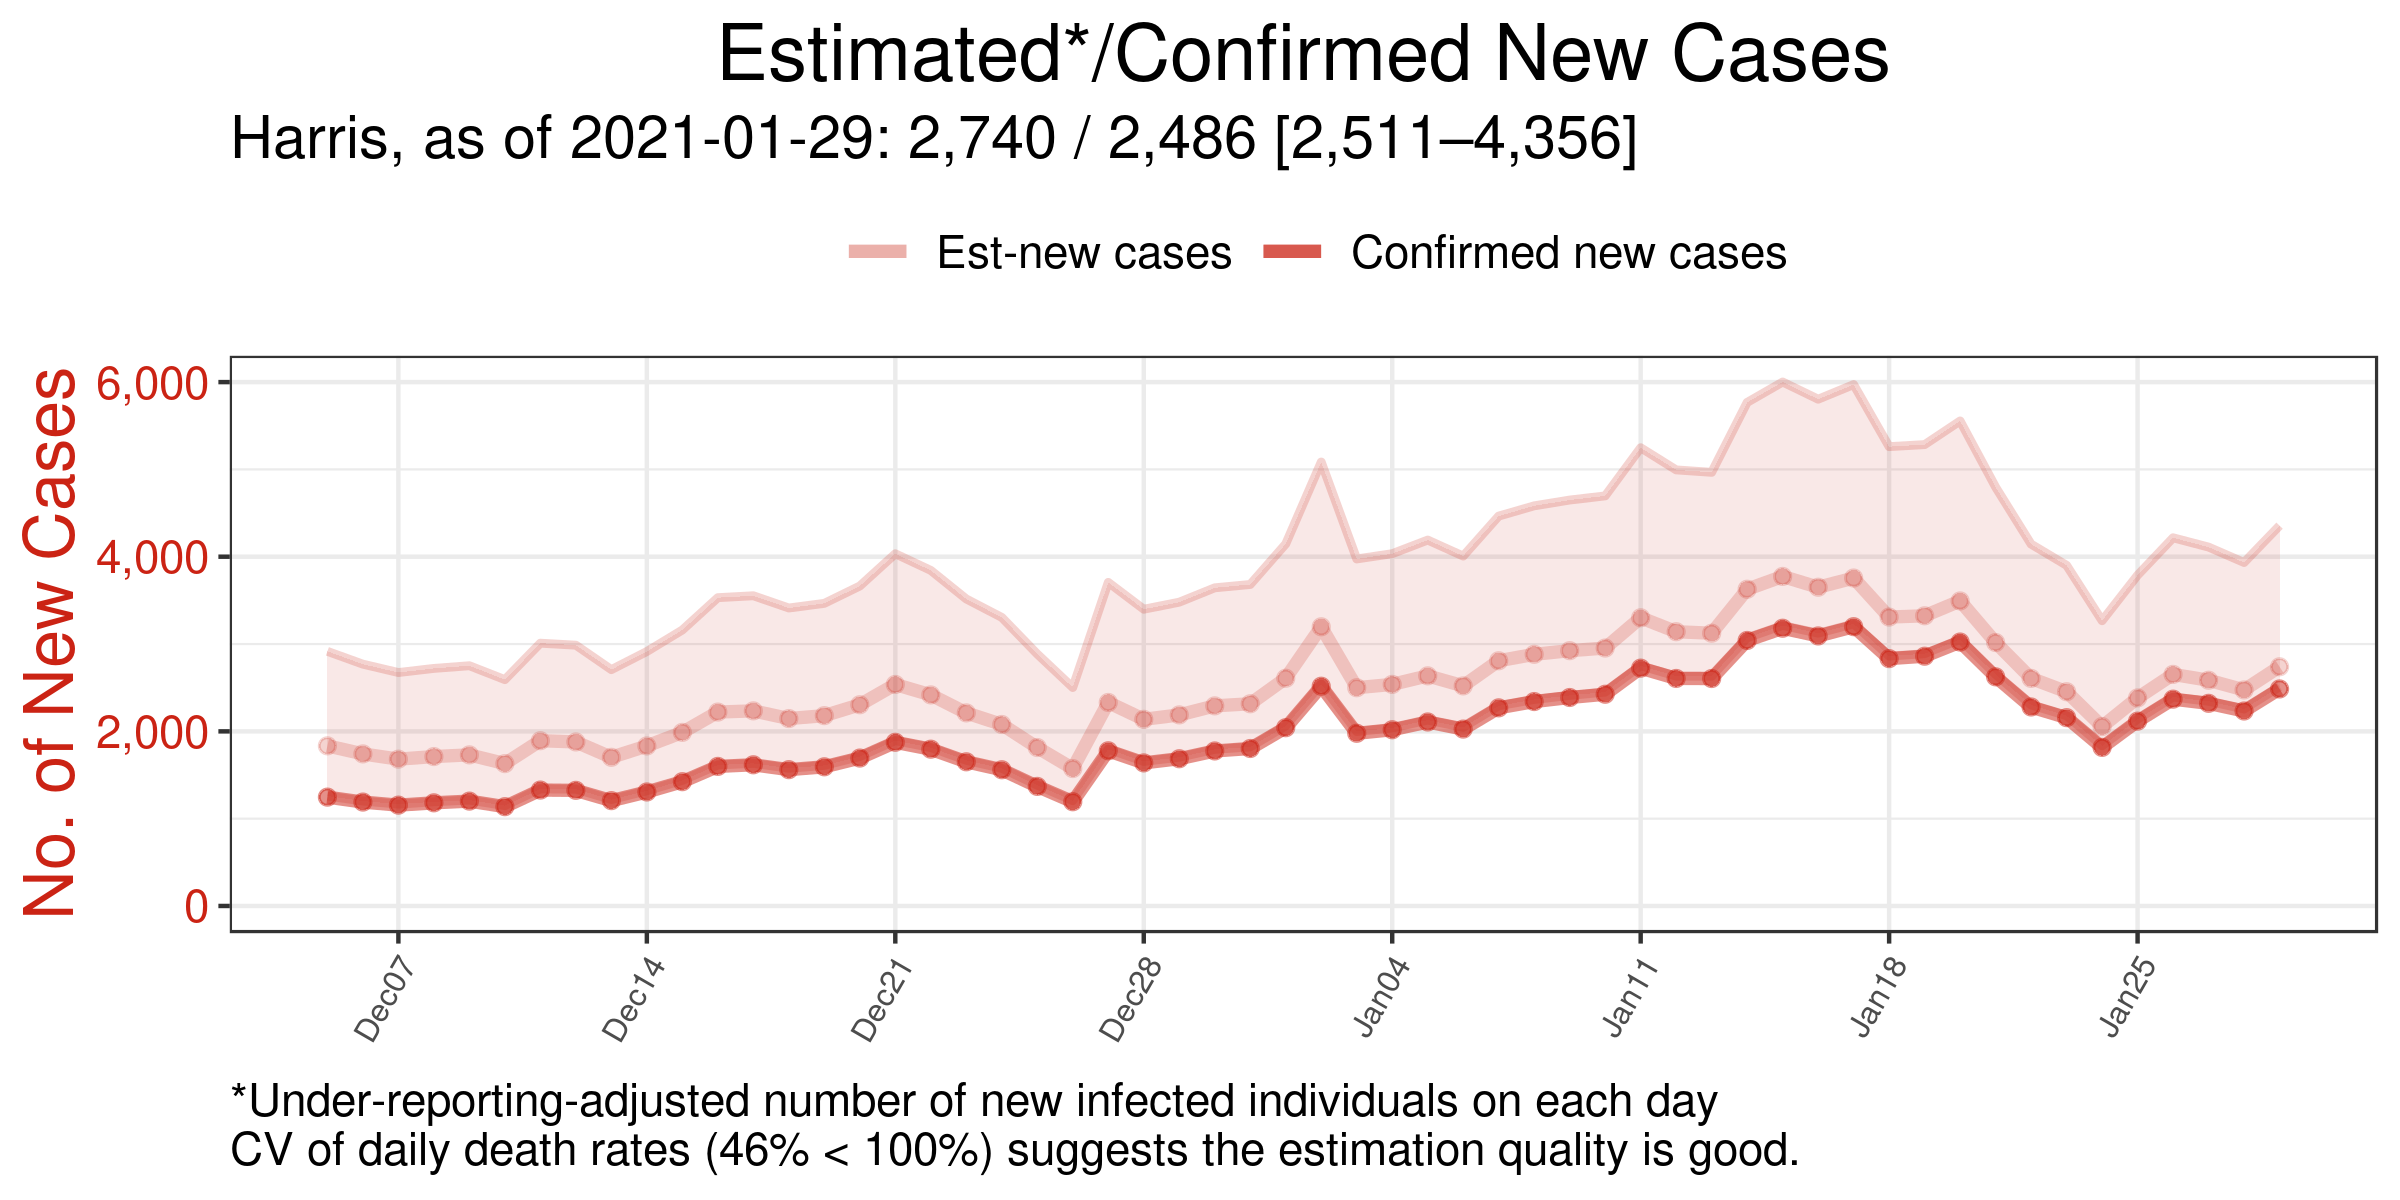 Estimated*/Confirmed New Cases
Harris, as of 2021-01-29: 2,740 / 2,486 [2,511–4,356]
Est-new cases
Confirmed new cases
No. of New Cases
6,000
4,000
2,000
0
Dec07
Dec14
Dec21
Dec28
Jan04
Jan11
Jan18
Jan25
*Under-reporting-adjusted number of new infected individuals on each day
CV of daily death rates (46% < 100%) suggests the estimation quality is good.